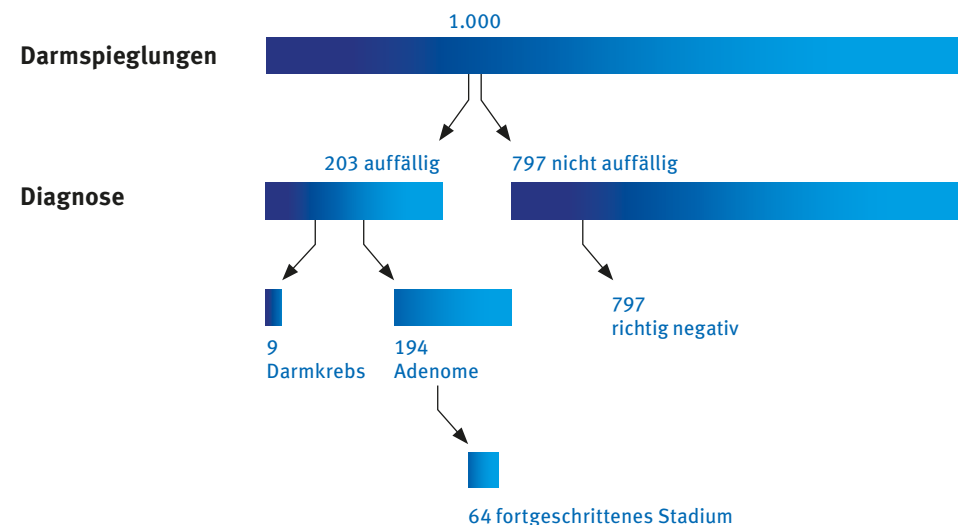 1.000
Darmspieglungen
203 auffällig
797 nicht auffällig
Diagnose
9
Darmkrebs
194
Adenome
797
richtig negativ
64 fortgeschrittenes Stadium